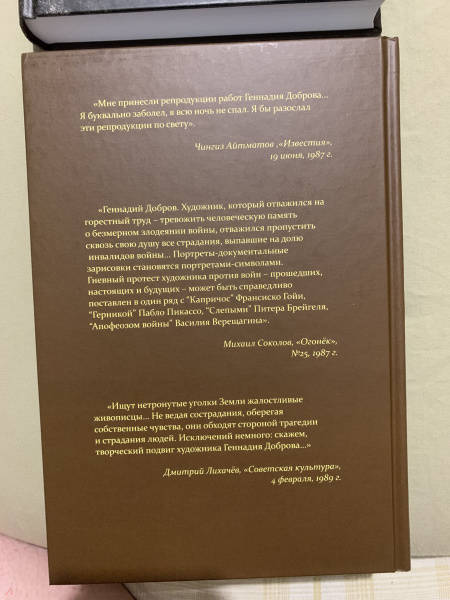 «Мне принесли репродукции работ Геннадия Доброва...
Я буквально заболел, я всю ночь не спал. Я бы разослал
эти репродукции по свету».
Чингиз Айтматов ,«Известия»,
19 июня, 1987 г.
«Геннадий Добров. Художник, который отважился на
горестный труд – тревожить человеческую память
о безмерном злодеянии войны, отважился пропустить
сквозь свою душу все страдания, выпавшие на долю
инвалидов войны... Портреты-документальные
зарисовки становятся портретами-символами.
Гневный протест художника против войн – прошедших,
настоящих и будущих – может быть справедливо
поставлен в один ряд с "Капричос" Франсиско Гойи,
"Герникой" Пабло Пикассо, "Слепыми" Питера Брейгеля,
"Апофеозом войны" Василия Верещагина».
Михаил Соколов, «Огонёк»,
№25, 1987 г.
«Ищут нетронутые уголки Земли жалостливые
живописцы... Не ведая сострадания, оберегая
собственные чувства, они обходят стороной трагедии
и страдания людей. Исключений немного: скажем,
творческий подвиг художника Геннадия Доброва...»
Дмитрий Лихачёв, «Советская культура»,
4 февраля, 1989 г.